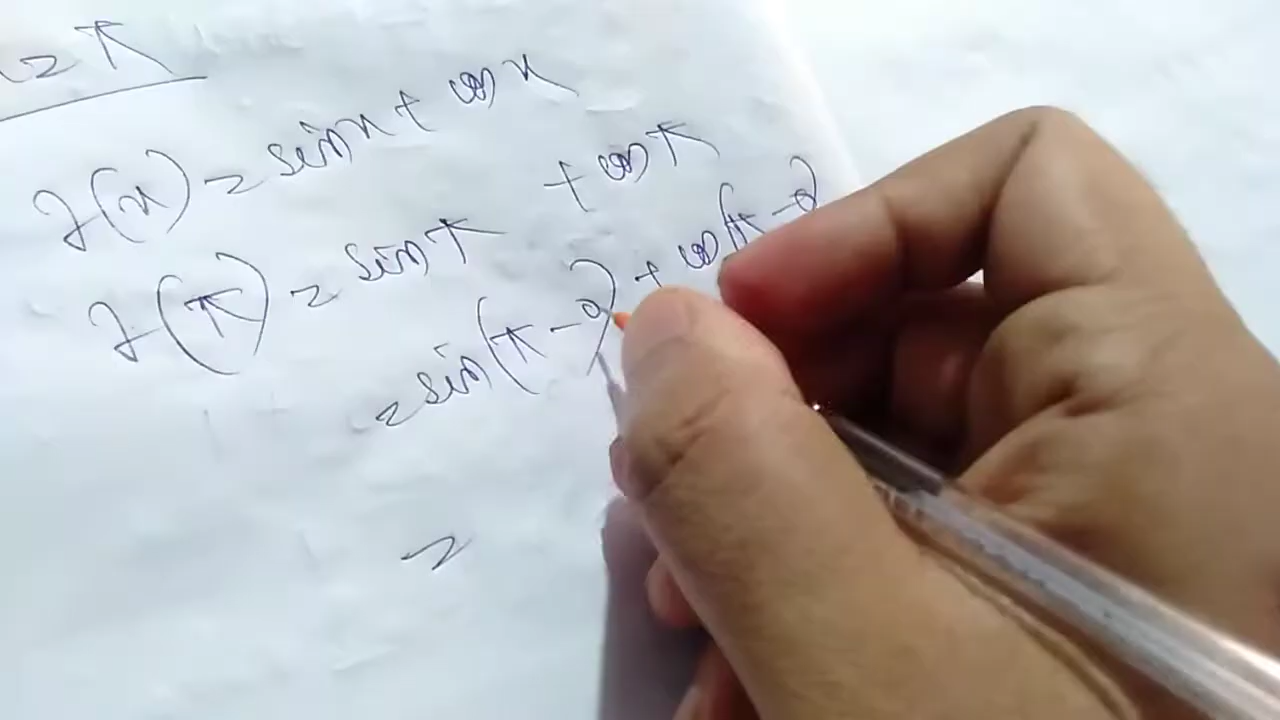 = π
f(x) = sin x + cos x
f(π) = sin π + cos π
= sin(π - 0) + cos(π - 0)
=